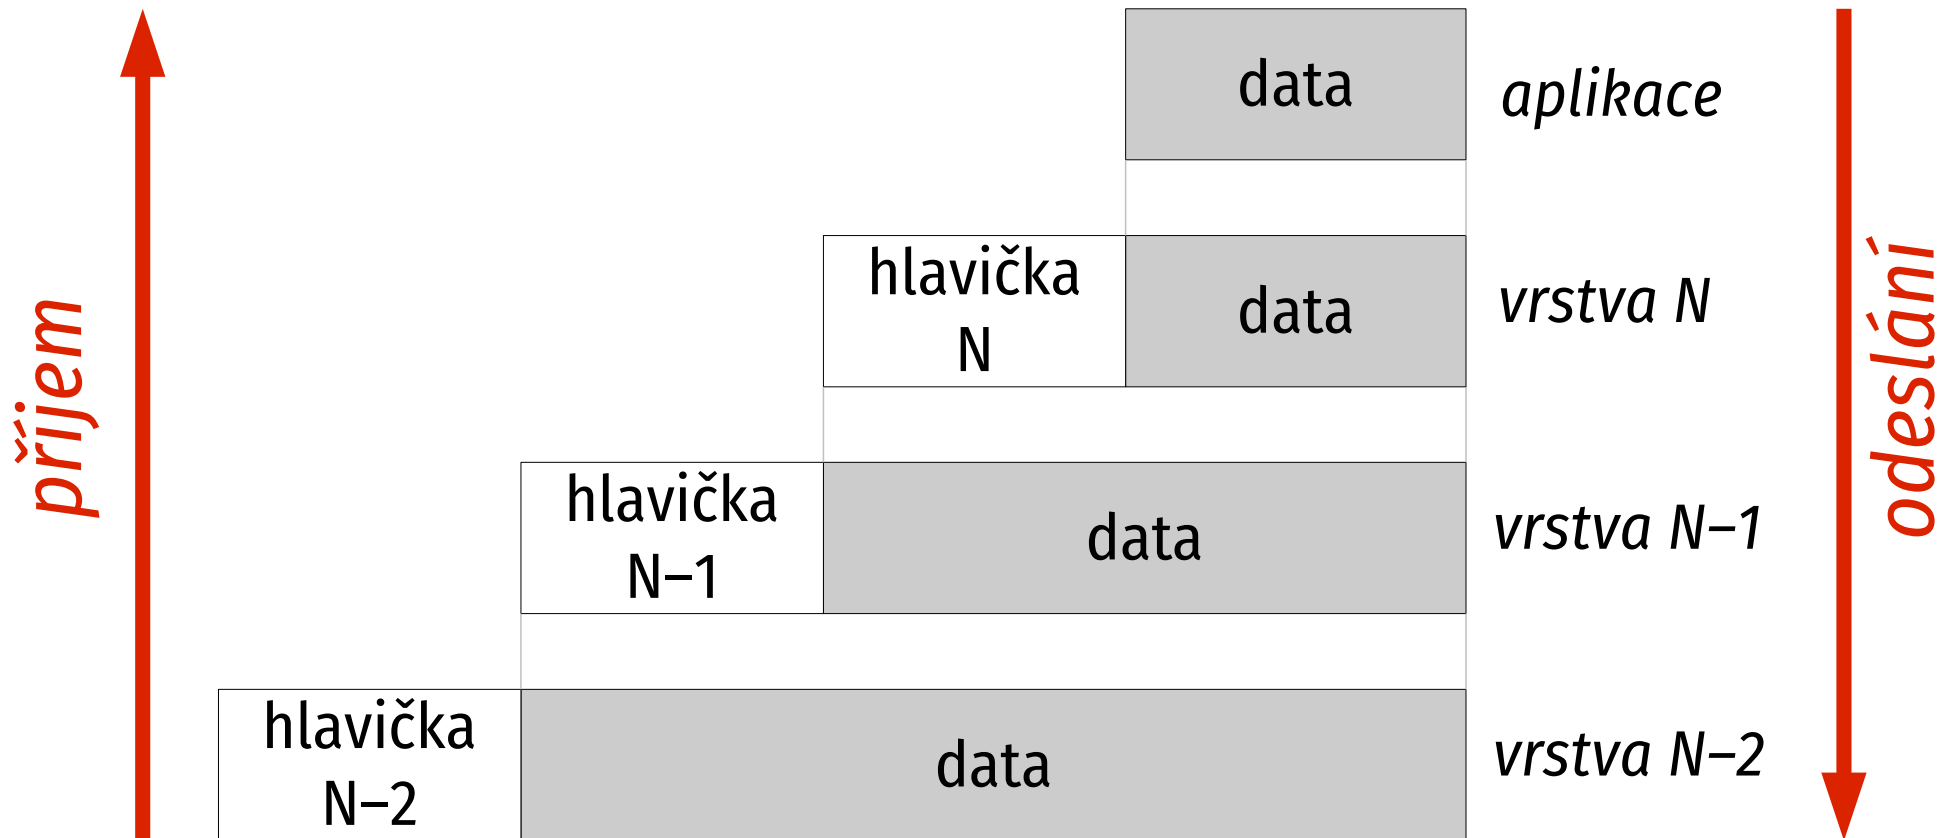 data
aplikace
hlavička
N
data
vrstva N
hlavička
N–1
data
vrstva N–1
hlavička
N–2
data
vrstva N–2
příjem
odeslání